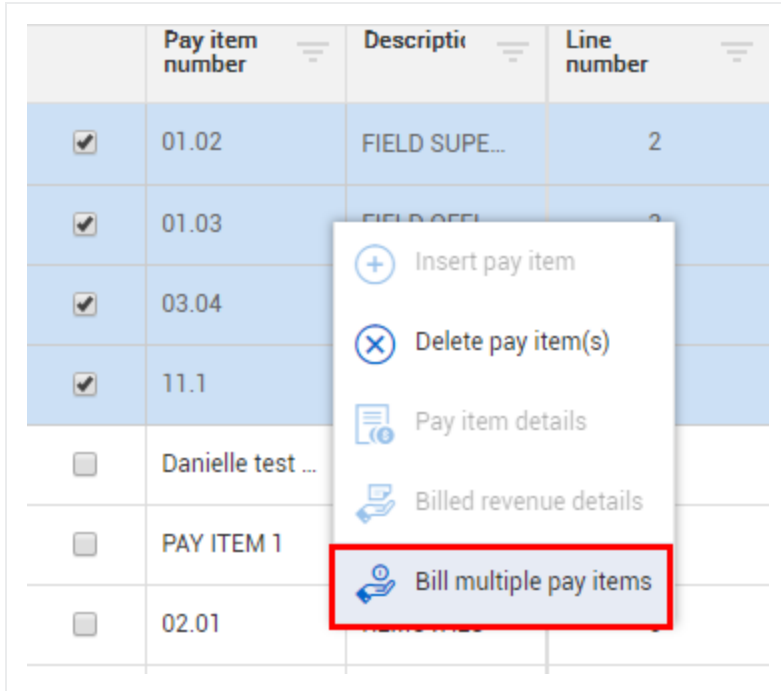 Pay item number
Descripti
Line number
01.02
FIELD SUPE...
2
01.03
03.04
11.1
Danielle test ...
PAY ITEM 1
02.01
Insert pay item
Delete pay item(s)
Pay item details
Billed revenue details
Bill multiple pay items